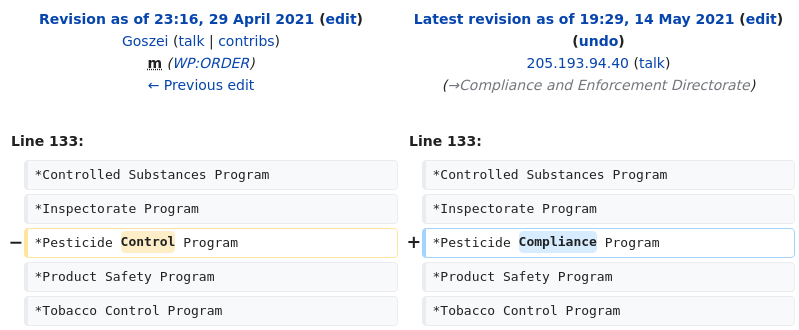 Revision as of 23:16, 29 April 2021 (edit)
Goszei (talk | contribs)
m (WP:ORDER)
← Previous edit
Latest revision as of 19:29, 14 May 2021 (edit)
(undo)
205.193.94.40 (talk)
(→Compliance and Enforcement Directorate)
Line 133:
Line 133:
*Controlled Substances Program
*Controlled Substances Program
*Inspectorate Program
*Inspectorate Program
− *Pesticide Control Program
+ *Pesticide Compliance Program
*Product Safety Program
*Product Safety Program
*Tobacco Control Program
*Tobacco Control Program